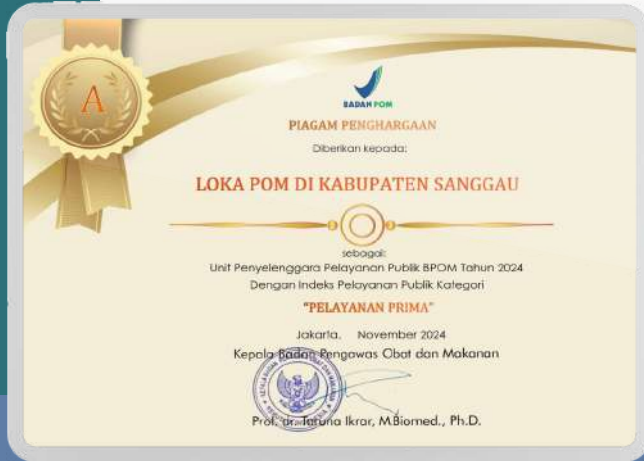 A
BADAN POM
PIAGAM PENGHARGAAN
Diberikan kepada:
LOKA POM DI KABUPATEN SANGGAU
sebagai:
Unit Penyelenggara Pelayanan Publik BPOM Tahun 2024
Dengan Indeks Pelayanan Publik Kategori
"PELAYANAN PRIMA"
Jakarta, November 2024
Kepala Badan Pengawas Obat dan Makanan
Prof. dr. Taruna Ikrar, M.Biomed., Ph.D.